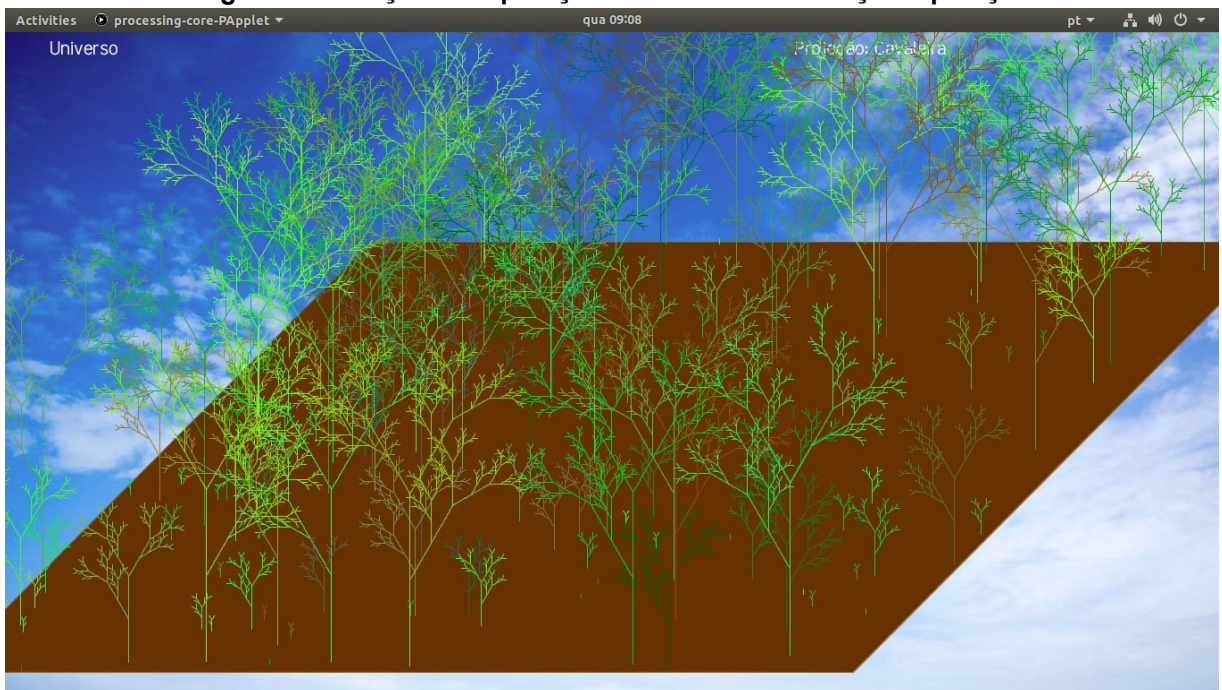 Activities processing-core-PApplet qua 09:08 pt
Universo Projeção: Cavaleira